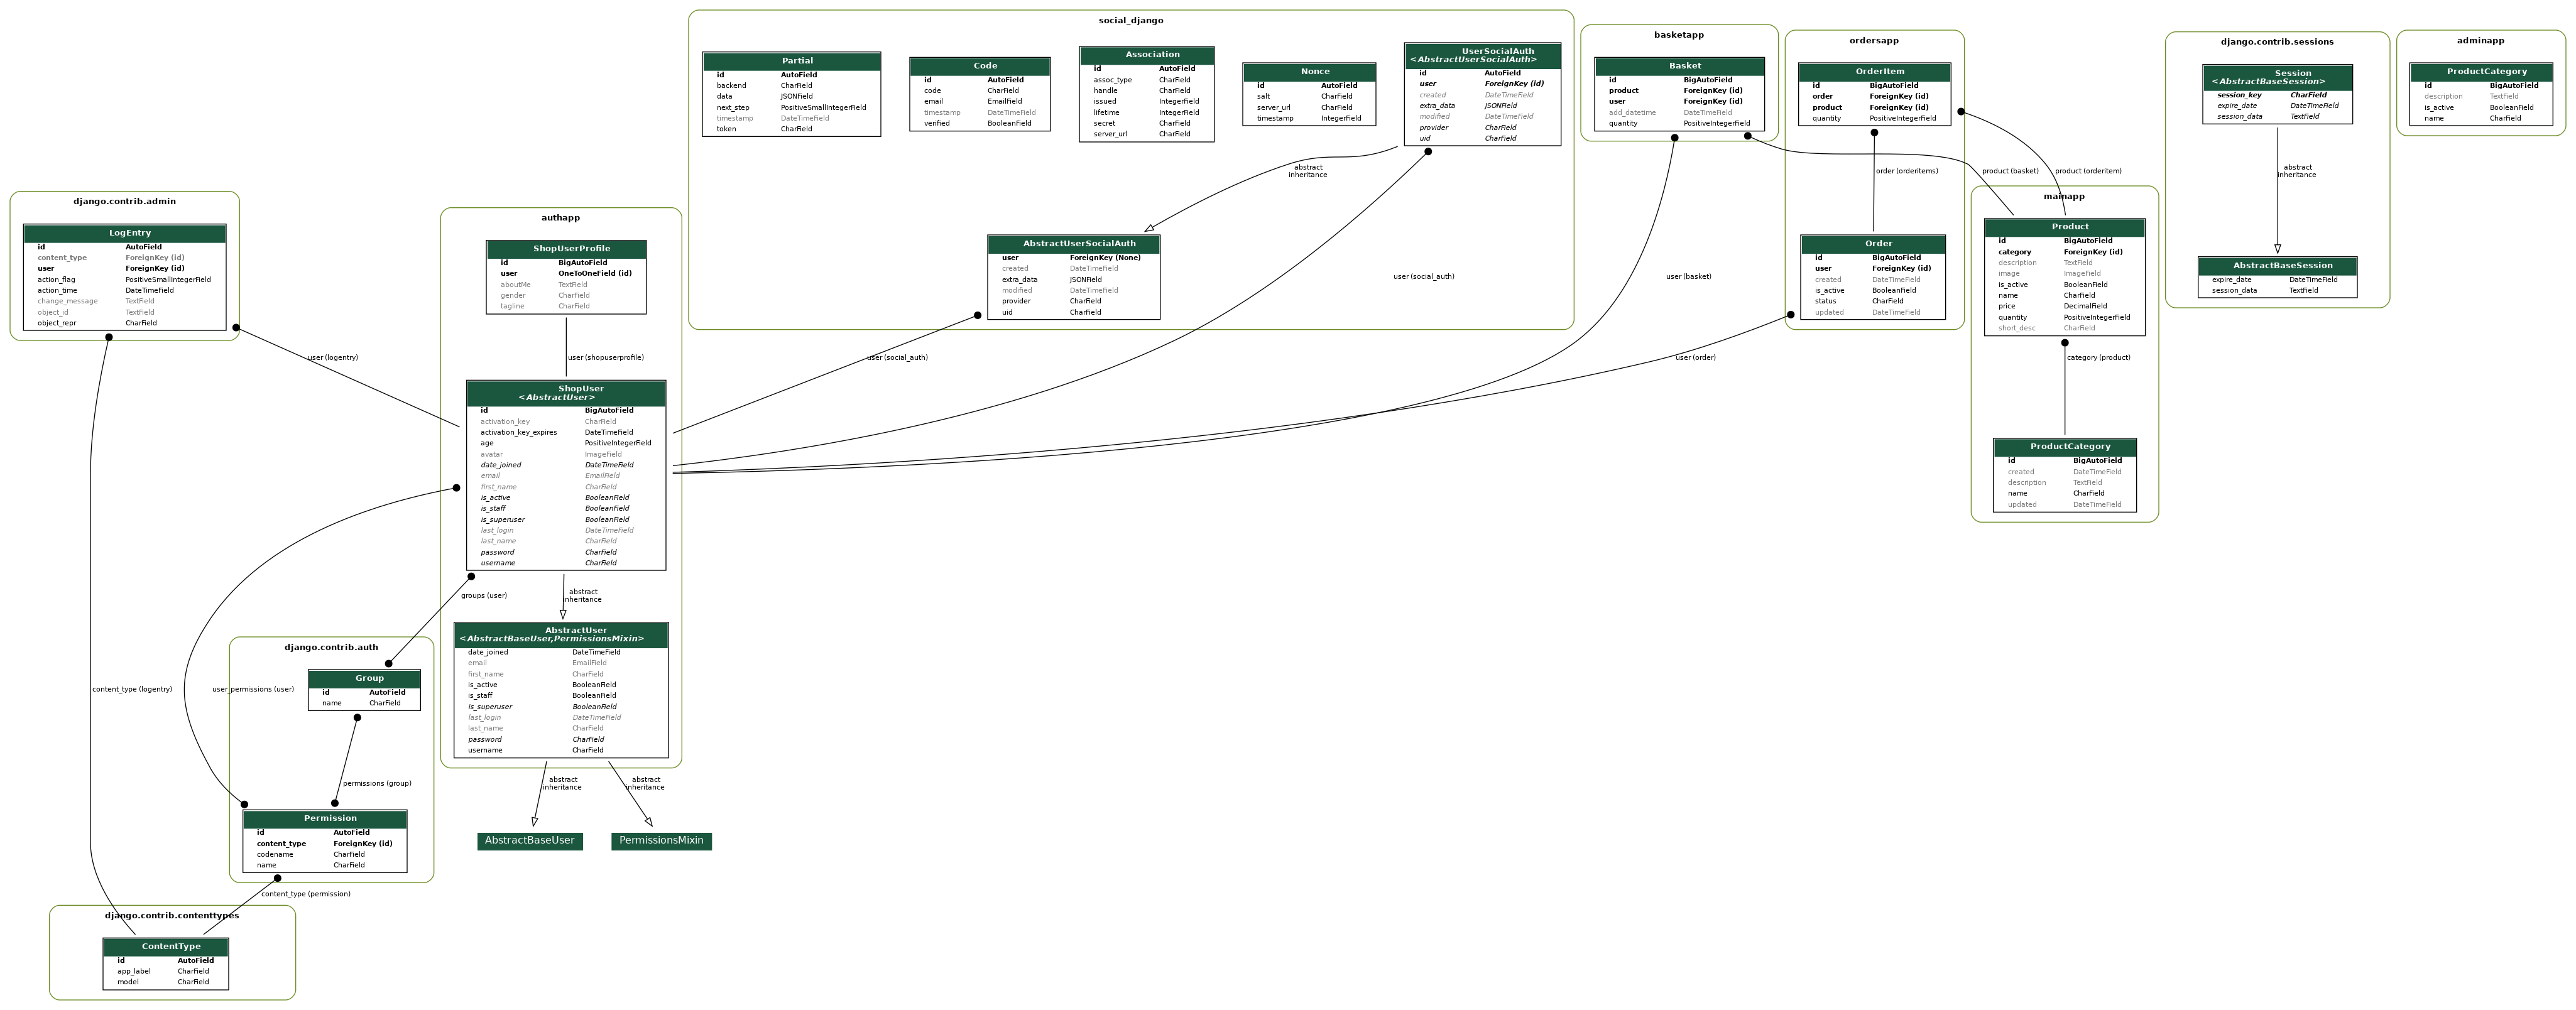 social_django
Partial
id AutoField
backend CharField
data JSONField
next_step PositiveSmallIntegerField
timestamp DateTimeField
token CharField
Code
id AutoField
code CharField
email EmailField
timestamp DateTimeField
verified BooleanField
Association
id AutoField
assoc_type CharField
handle CharField
issued IntegerField
lifetime IntegerField
secret CharField
server_url CharField
Nonce
id AutoField
salt CharField
server_url CharField
timestamp IntegerField
UserSocialAuth
<AbstractUserSocialAuth>
id AutoField
user ForeignKey (id)
created DateTimeField
extra_data JSONField
modified DateTimeField
provider CharField
uid CharField
abstract
inheritance
AbstractUserSocialAuth
user ForeignKey (None)
created DateTimeField
extra_data JSONField
modified DateTimeField
provider CharField
uid CharField
user (social_auth)
user (social_auth)
basketapp
Basket
id BigAutoField
product ForeignKey (id)
user ForeignKey (id)
add_datetime DateTimeField
quantity PositiveIntegerField
user (basket)
product (basket)
ordersapp
OrderItem
id BigAutoField
order ForeignKey (id)
product ForeignKey (id)
quantity PositiveIntegerField
order (orderitems)
product (orderitem)
Order
id BigAutoField
user ForeignKey (id)
created DateTimeField
is_active BooleanField
status CharField
updated DateTimeField
user (order)
mainapp
Product
id BigAutoField
category ForeignKey (id)
description TextField
image ImageField
is_active BooleanField
name CharField
price DecimalField
quantity PositiveIntegerField
short_desc CharField
category (product)
ProductCategory
id BigAutoField
created DateTimeField
description TextField
name CharField
updated DateTimeField
django.contrib.sessions
Session
<AbstractBaseSession>
session_key CharField
expire_date DateTimeField
session_data TextField
abstract
inheritance
AbstractBaseSession
expire_date DateTimeField
session_data TextField
adminapp
ProductCategory
id BigAutoField
description TextField
is_active BooleanField
name CharField
django.contrib.admin
LogEntry
id AutoField
content_type ForeignKey (id)
user ForeignKey (id)
action_flag PositiveSmallIntegerField
action_time DateTimeField
change_message TextField
object_id TextField
object_repr CharField
user (logentry)
content_type (logentry)
authapp
ShopUserProfile
id BigAutoField
user OneToOneField (id)
aboutMe TextField
gender CharField
tagline CharField
user (shopuserprofile)
ShopUser
<AbstractUser>
id BigAutoField
activation_key CharField
activation_key_expires DateTimeField
age PositiveIntegerField
avatar ImageField
date_joined DateTimeField
email EmailField
first_name CharField
is_active BooleanField
is_staff BooleanField
is_superuser BooleanField
last_login DateTimeField
last_name CharField
password CharField
username CharField
groups (user)
abstract
inheritance
AbstractUser
<AbstractBaseUser,PermissionsMixin>
date_joined DateTimeField
email EmailField
first_name CharField
is_active BooleanField
is_staff BooleanField
is_superuser BooleanField
last_login DateTimeField
last_name CharField
password CharField
username CharField
abstract
inheritance
abstract
inheritance
AbstractBaseUser
PermissionsMixin
user_permissions (user)
django.contrib.auth
Group
id AutoField
name CharField
permissions (group)
Permission
id AutoField
content_type ForeignKey (id)
codename CharField
name CharField
content_type (permission)
django.contrib.contenttypes
ContentType
id AutoField
app_label CharField
model CharField